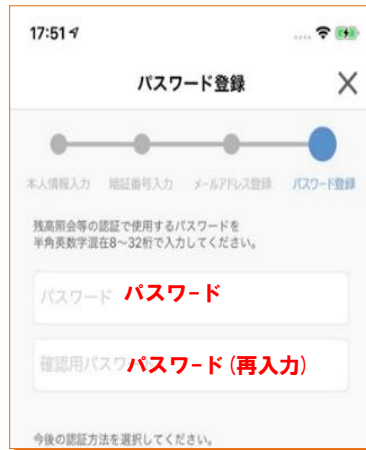 17:51
パスワード登録
本人情報入力 暗証番号入力 メールアドレス登録 パスワード登録
残高照会等の認証で使用するパスワードを
半角英数字混在8～32桁で入力してください。
パスワード パスワード
確認用パスワ パスワード(再入力)
今後の認証方法を選択してください。